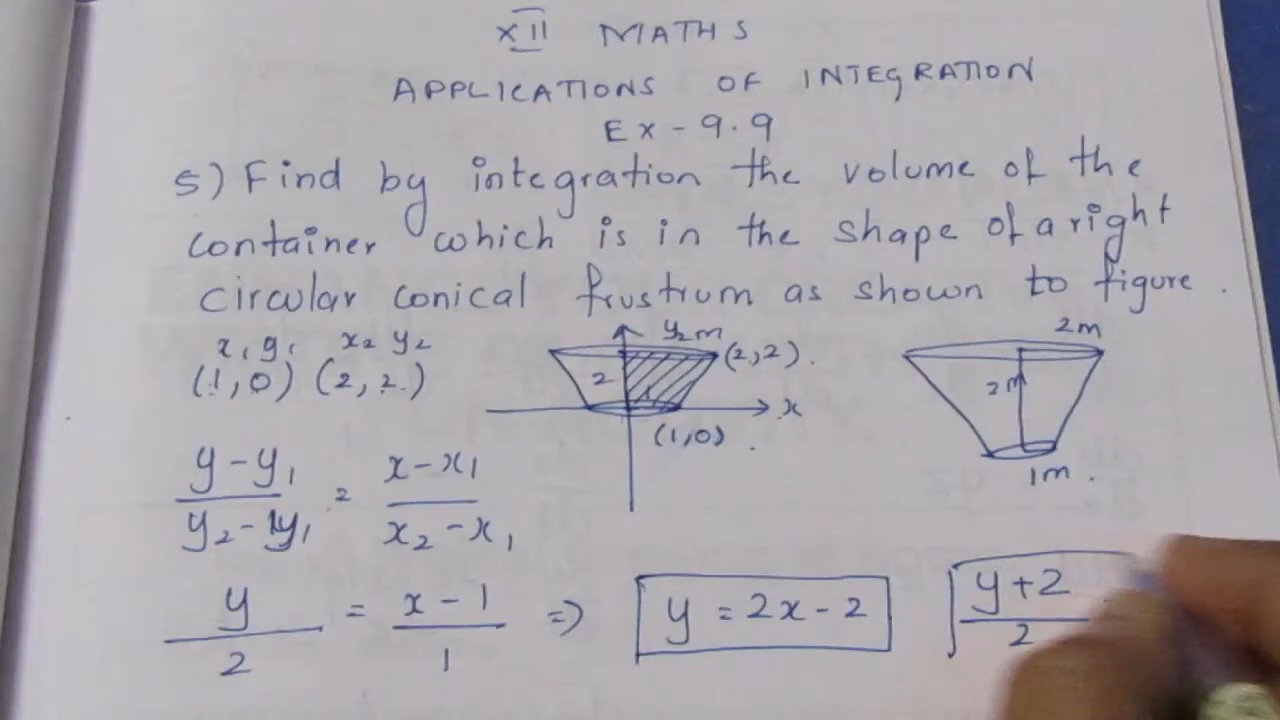 XII MATHS
APPLICATIONS OF INTEGRATION
Ex - 9.9
5) Find by integration the volume of the
container which is in the shape of a right
circular conical frustrum as shown to figure.
x₁ y₁ x₂ y₂
(1,0) (2,2)
y₂m
(2,2).
2
x
(1,0)
2m
2m
1m.
y-y₁ / y₂-y₁ = x-x₁ / x₂-x₁
y/2 = x-1/1 => y = 2x-2
y+2/2